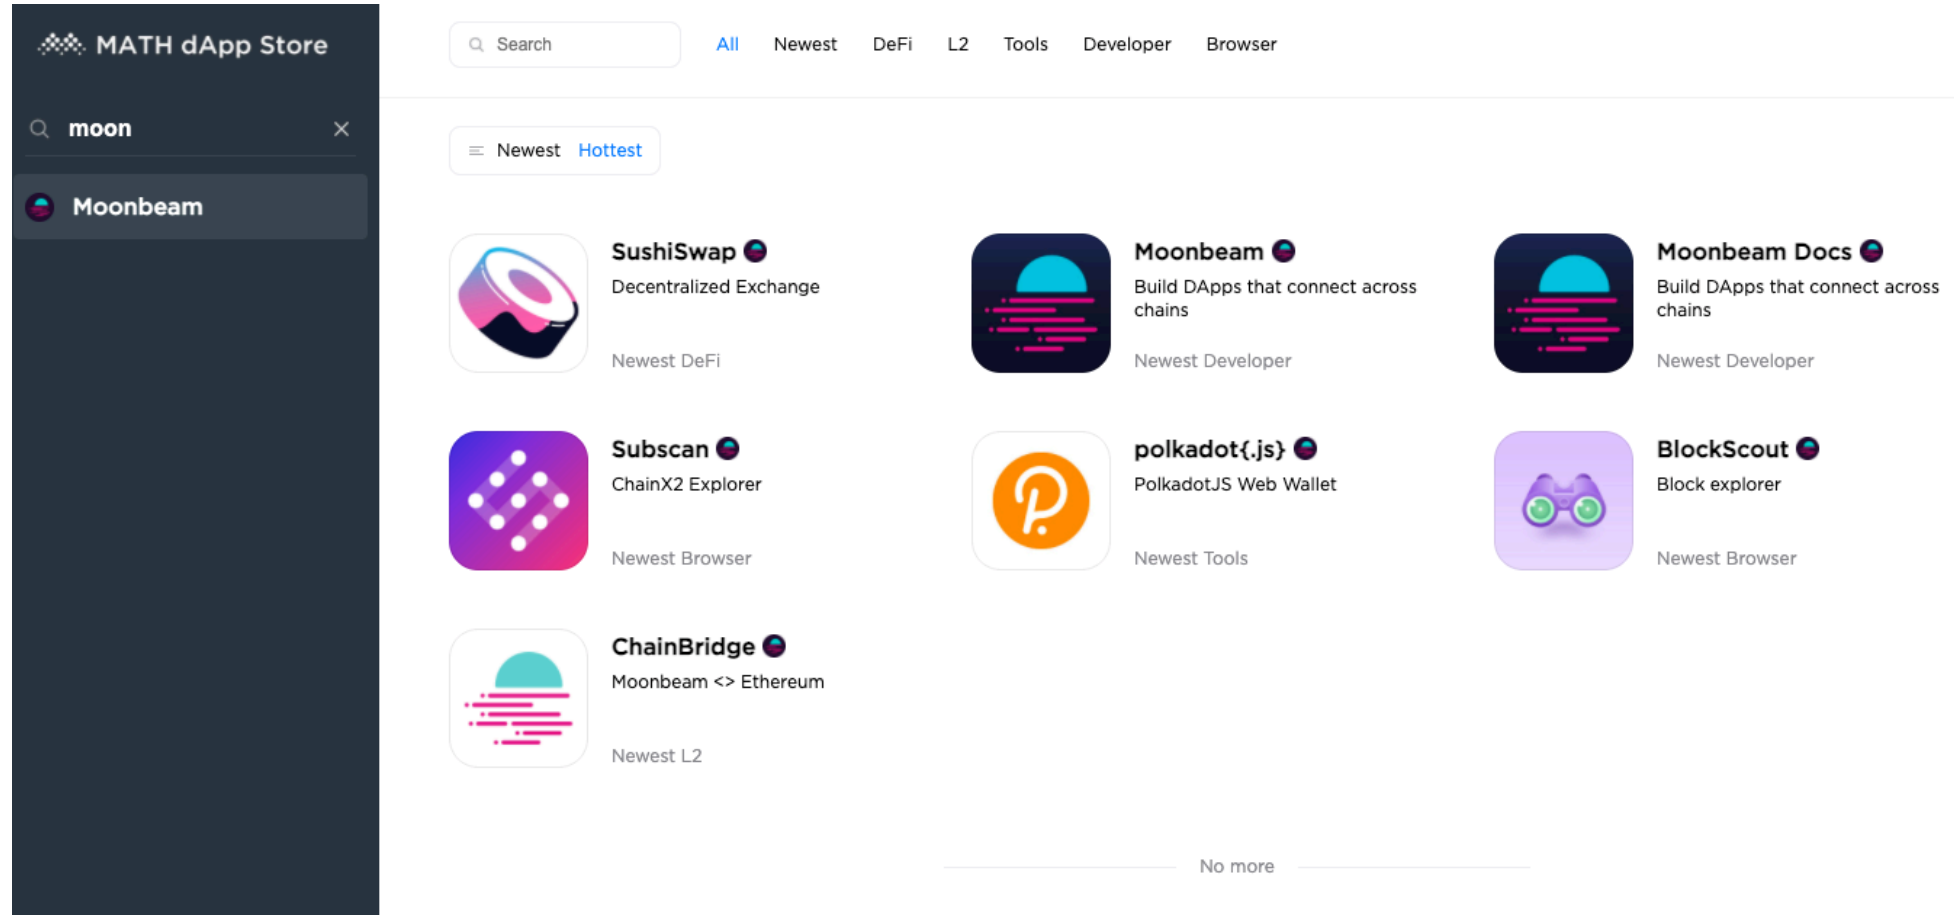 MATH dApp Store
moon
Moonbeam
Search
All Newest DeFi L2 Tools Developer Browser
Newest Hottest
SushiSwap
Decentralized Exchange
Newest DeFi
Moonbeam
Build DApps that connect across
chains
Newest Developer
Moonbeam Docs
Build DApps that connect across
chains
Newest Developer
Subscan
ChainX2 Explorer
Newest Browser
polkadot{.js}
PolkadotJS Web Wallet
Newest Tools
BlockScout
Block explorer
Newest Browser
ChainBridge
Moonbeam <> Ethereum
Newest L2
No more